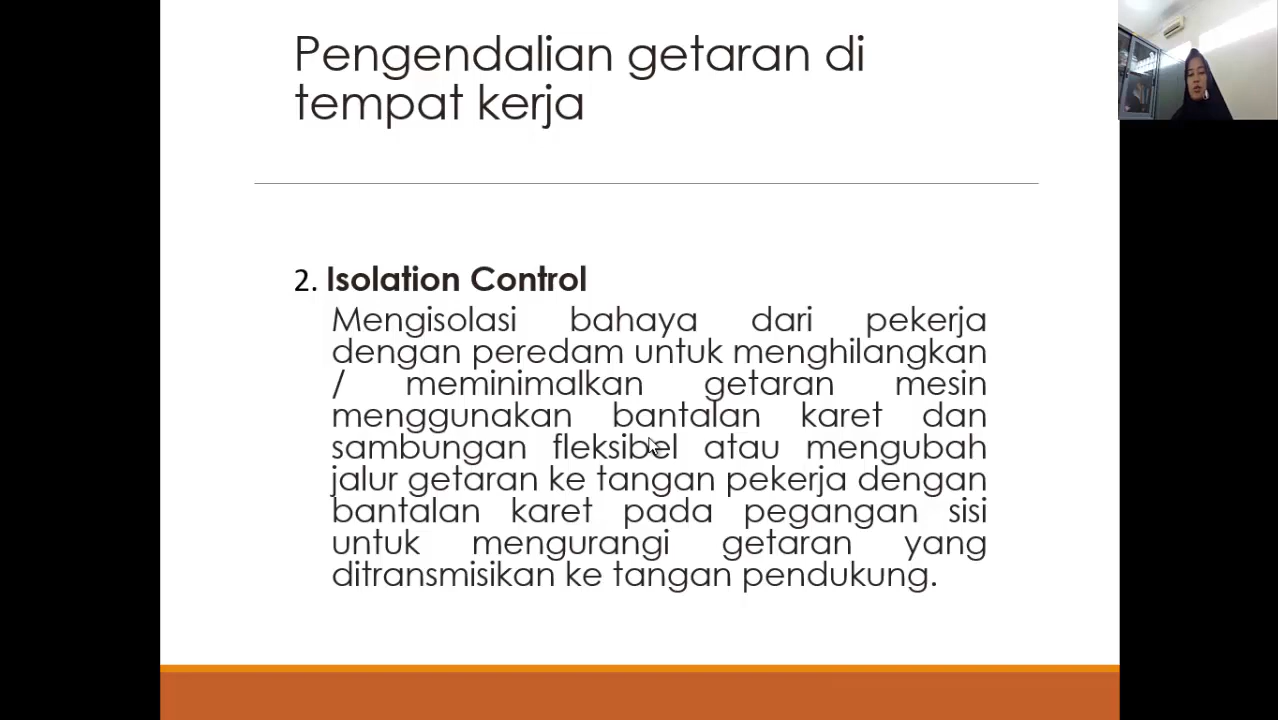 Pengendalian getaran di
tempat kerja
2. Isolation Control
Mengisolasi bahaya dari pekerja
dengan peredam untuk menghilangkan
/ meminimalkan getaran mesin
menggunakan bantalan karet dan
sambungan fleksibel atau mengubah
jalur getaran ke tangan pekerja dengan
bantalan karet pada pegangan sisi
untuk mengurangi getaran yang
ditransmisikan ke tangan pendukung.